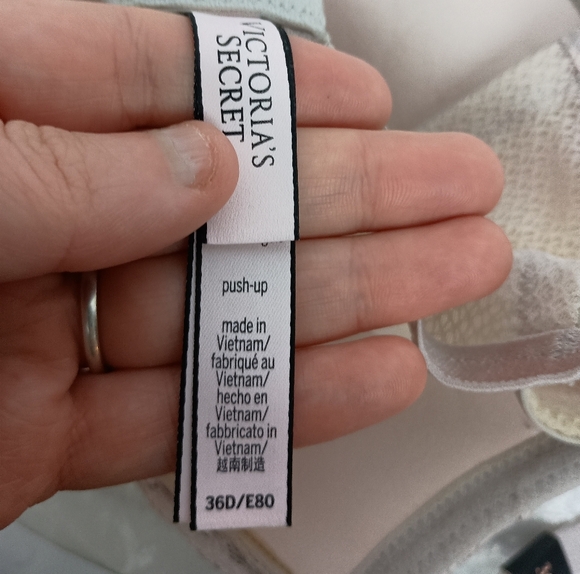 VICTORIA'S
SECRET
push-up
made in
Vietnam/
fabriqué au
Vietnam/
hecho en
Vietnam/
fabbricato in
Vietnam/
越南制造
36D/E80